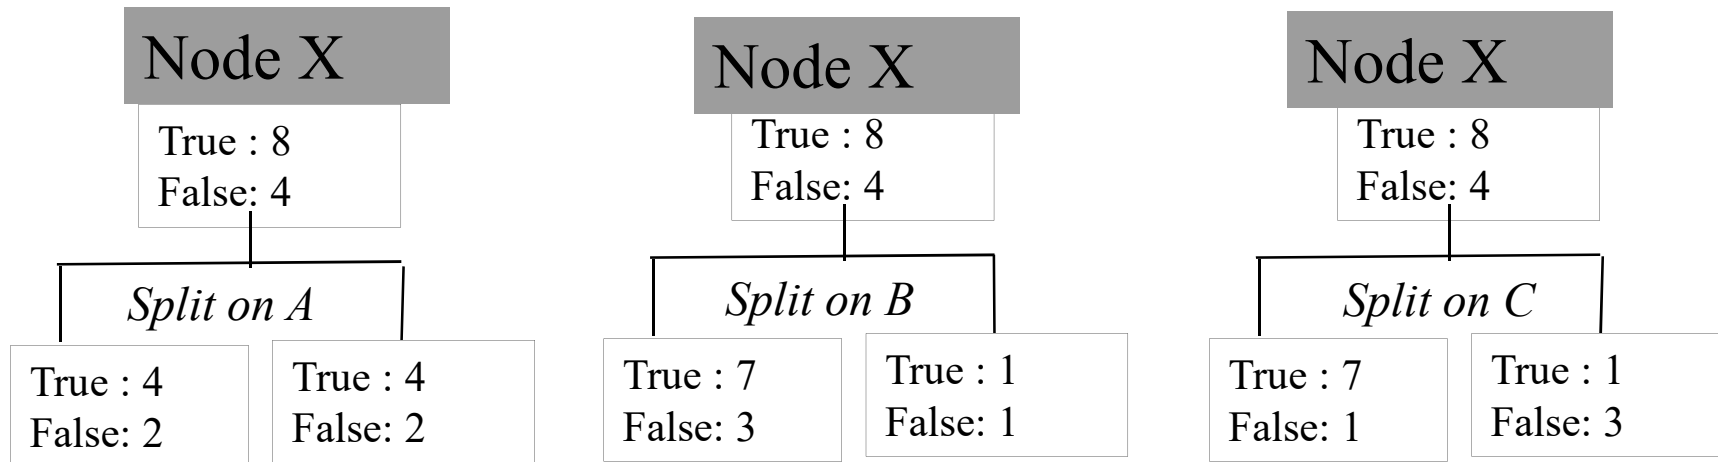 Node X
True : 8
False: 4
Split on A
True : 4
False: 2
True : 4
False: 2
Node X
True : 8
False: 4
Split on B
True : 7
False: 3
True : 1
False: 1
Node X
True : 8
False: 4
Split on C
True : 7
False: 1
True : 1
False: 3